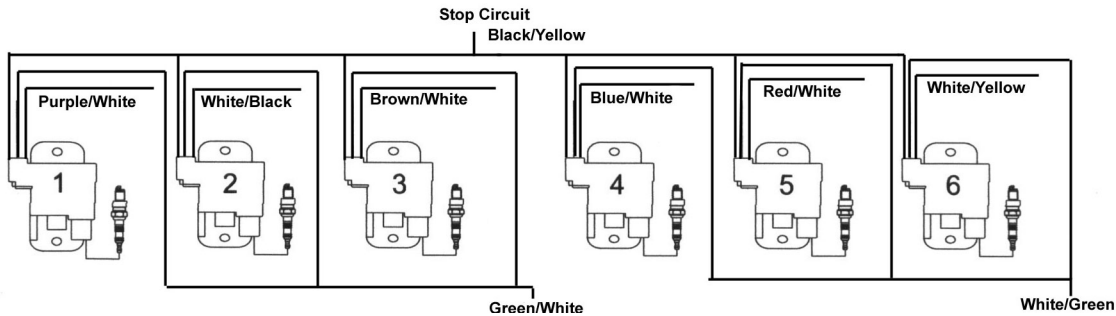 Stop Circuit
Black/Yellow
Purple/White
White/Black
Brown/White
Blue/White
Red/White
White/Yellow
1
2
3
4
5
6
Green/White
White/Green